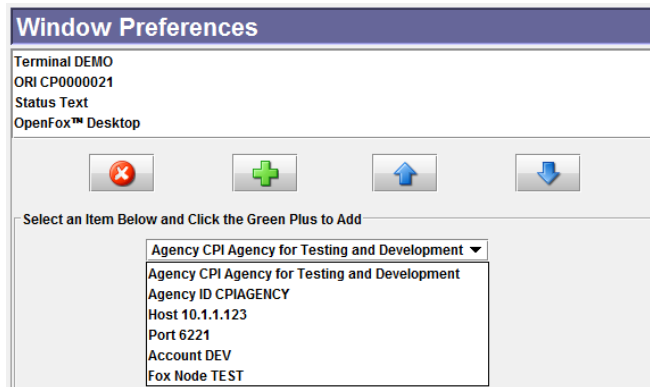 Window Preferences
Terminal DEMO
ORI CP0000021
Status Text
OpenFox™ Desktop
Select an Item Below and Click the Green Plus to Add
Agency CPI Agency for Testing and Development
Agency CPI Agency for Testing and Development
Agency ID CPIAGENCY
Host 10.1.1.123
Port 6221
Account DEV
Fox Node TEST